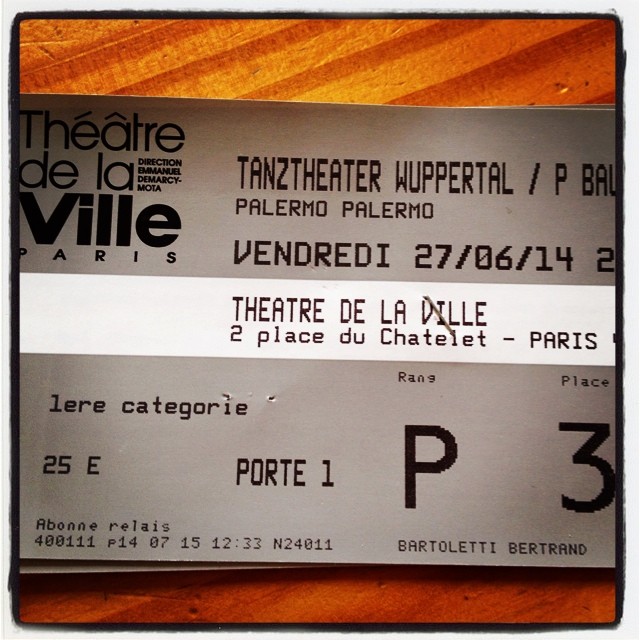 Théâtre
de la
Ville
PARIS
DIRECTION
EMMANUEL
DEMARCY-
MOTA
TANZTHEATER WUPPERTAL / P BAU
PALERMO PALERMO
VENDREDI 27/06/14 2
THEATRE DE LA VILLE
2 place du Chatelet - PARIS
Rang
Place
1ere categorie
P
3
25 E
PORTE 1
Abonne relais
400111 p14 07 15 12:33 N24011
BARTOLETTI BERTRAND